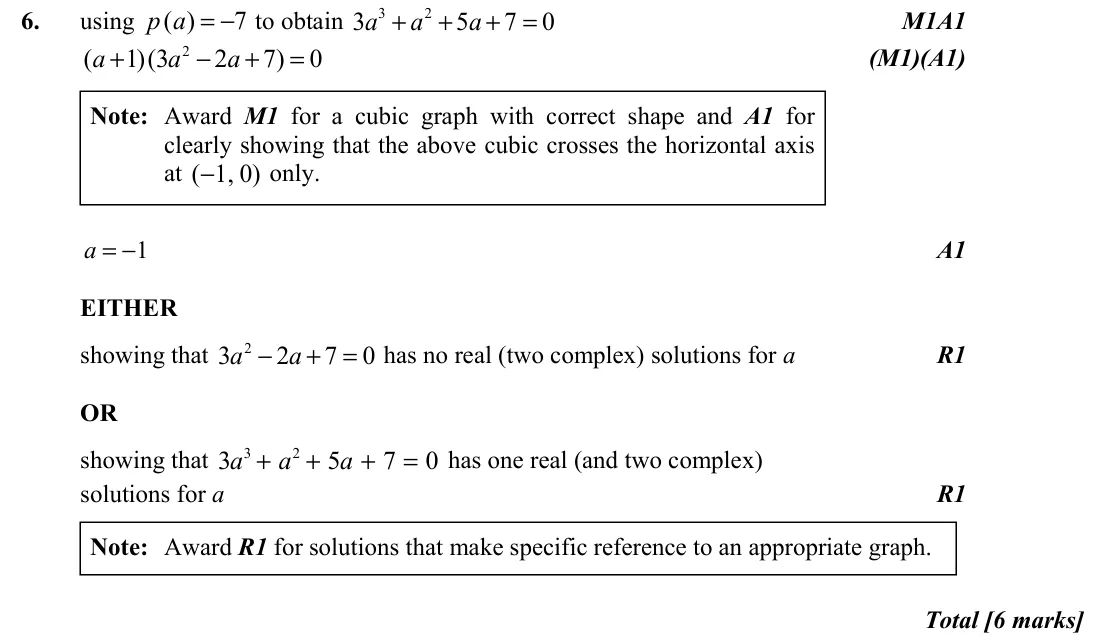 6. using p(a) = −7 to obtain 3a³ + a² + 5a + 7 = 0 M1A1
(a + 1)(3a² − 2a + 7) = 0 (M1)(A1)
Note: Award M1 for a cubic graph with correct shape and A1 for
clearly showing that the above cubic crosses the horizontal axis
at (−1, 0) only.
a = −1 A1
EITHER
showing that 3a² − 2a + 7 = 0 has no real (two complex) solutions for a R1
OR
showing that 3a³ + a² + 5a + 7 = 0 has one real (and two complex)
solutions for a R1
Note: Award R1 for solutions that make specific reference to an appropriate graph.
Total [6 marks]